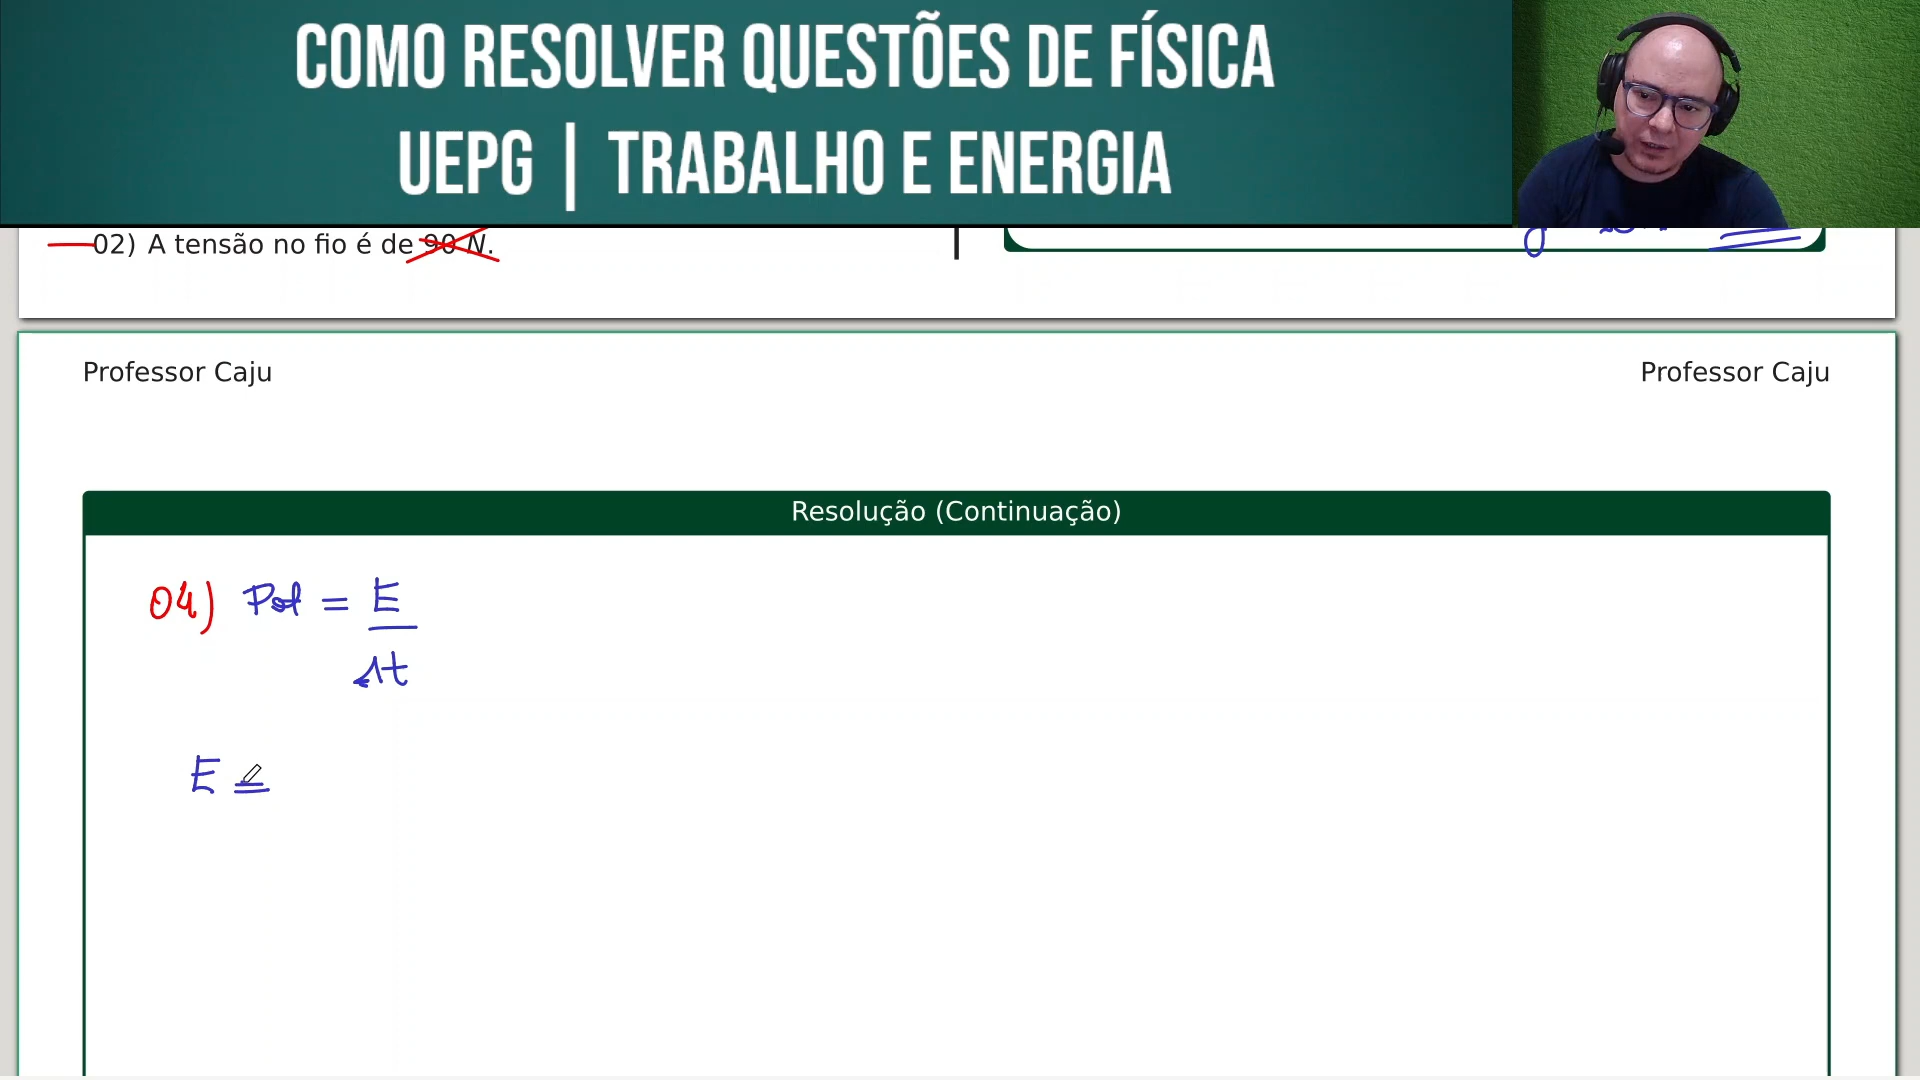 COMO RESOLVER QUESTÕES DE FÍSICA
UEPG | TRABALHO E ENERGIA
02) A tensão no fio é de 90 N.
Professor Caju
Professor Caju
Resolução (Continuação)
04) Pot = E
Δt
E =